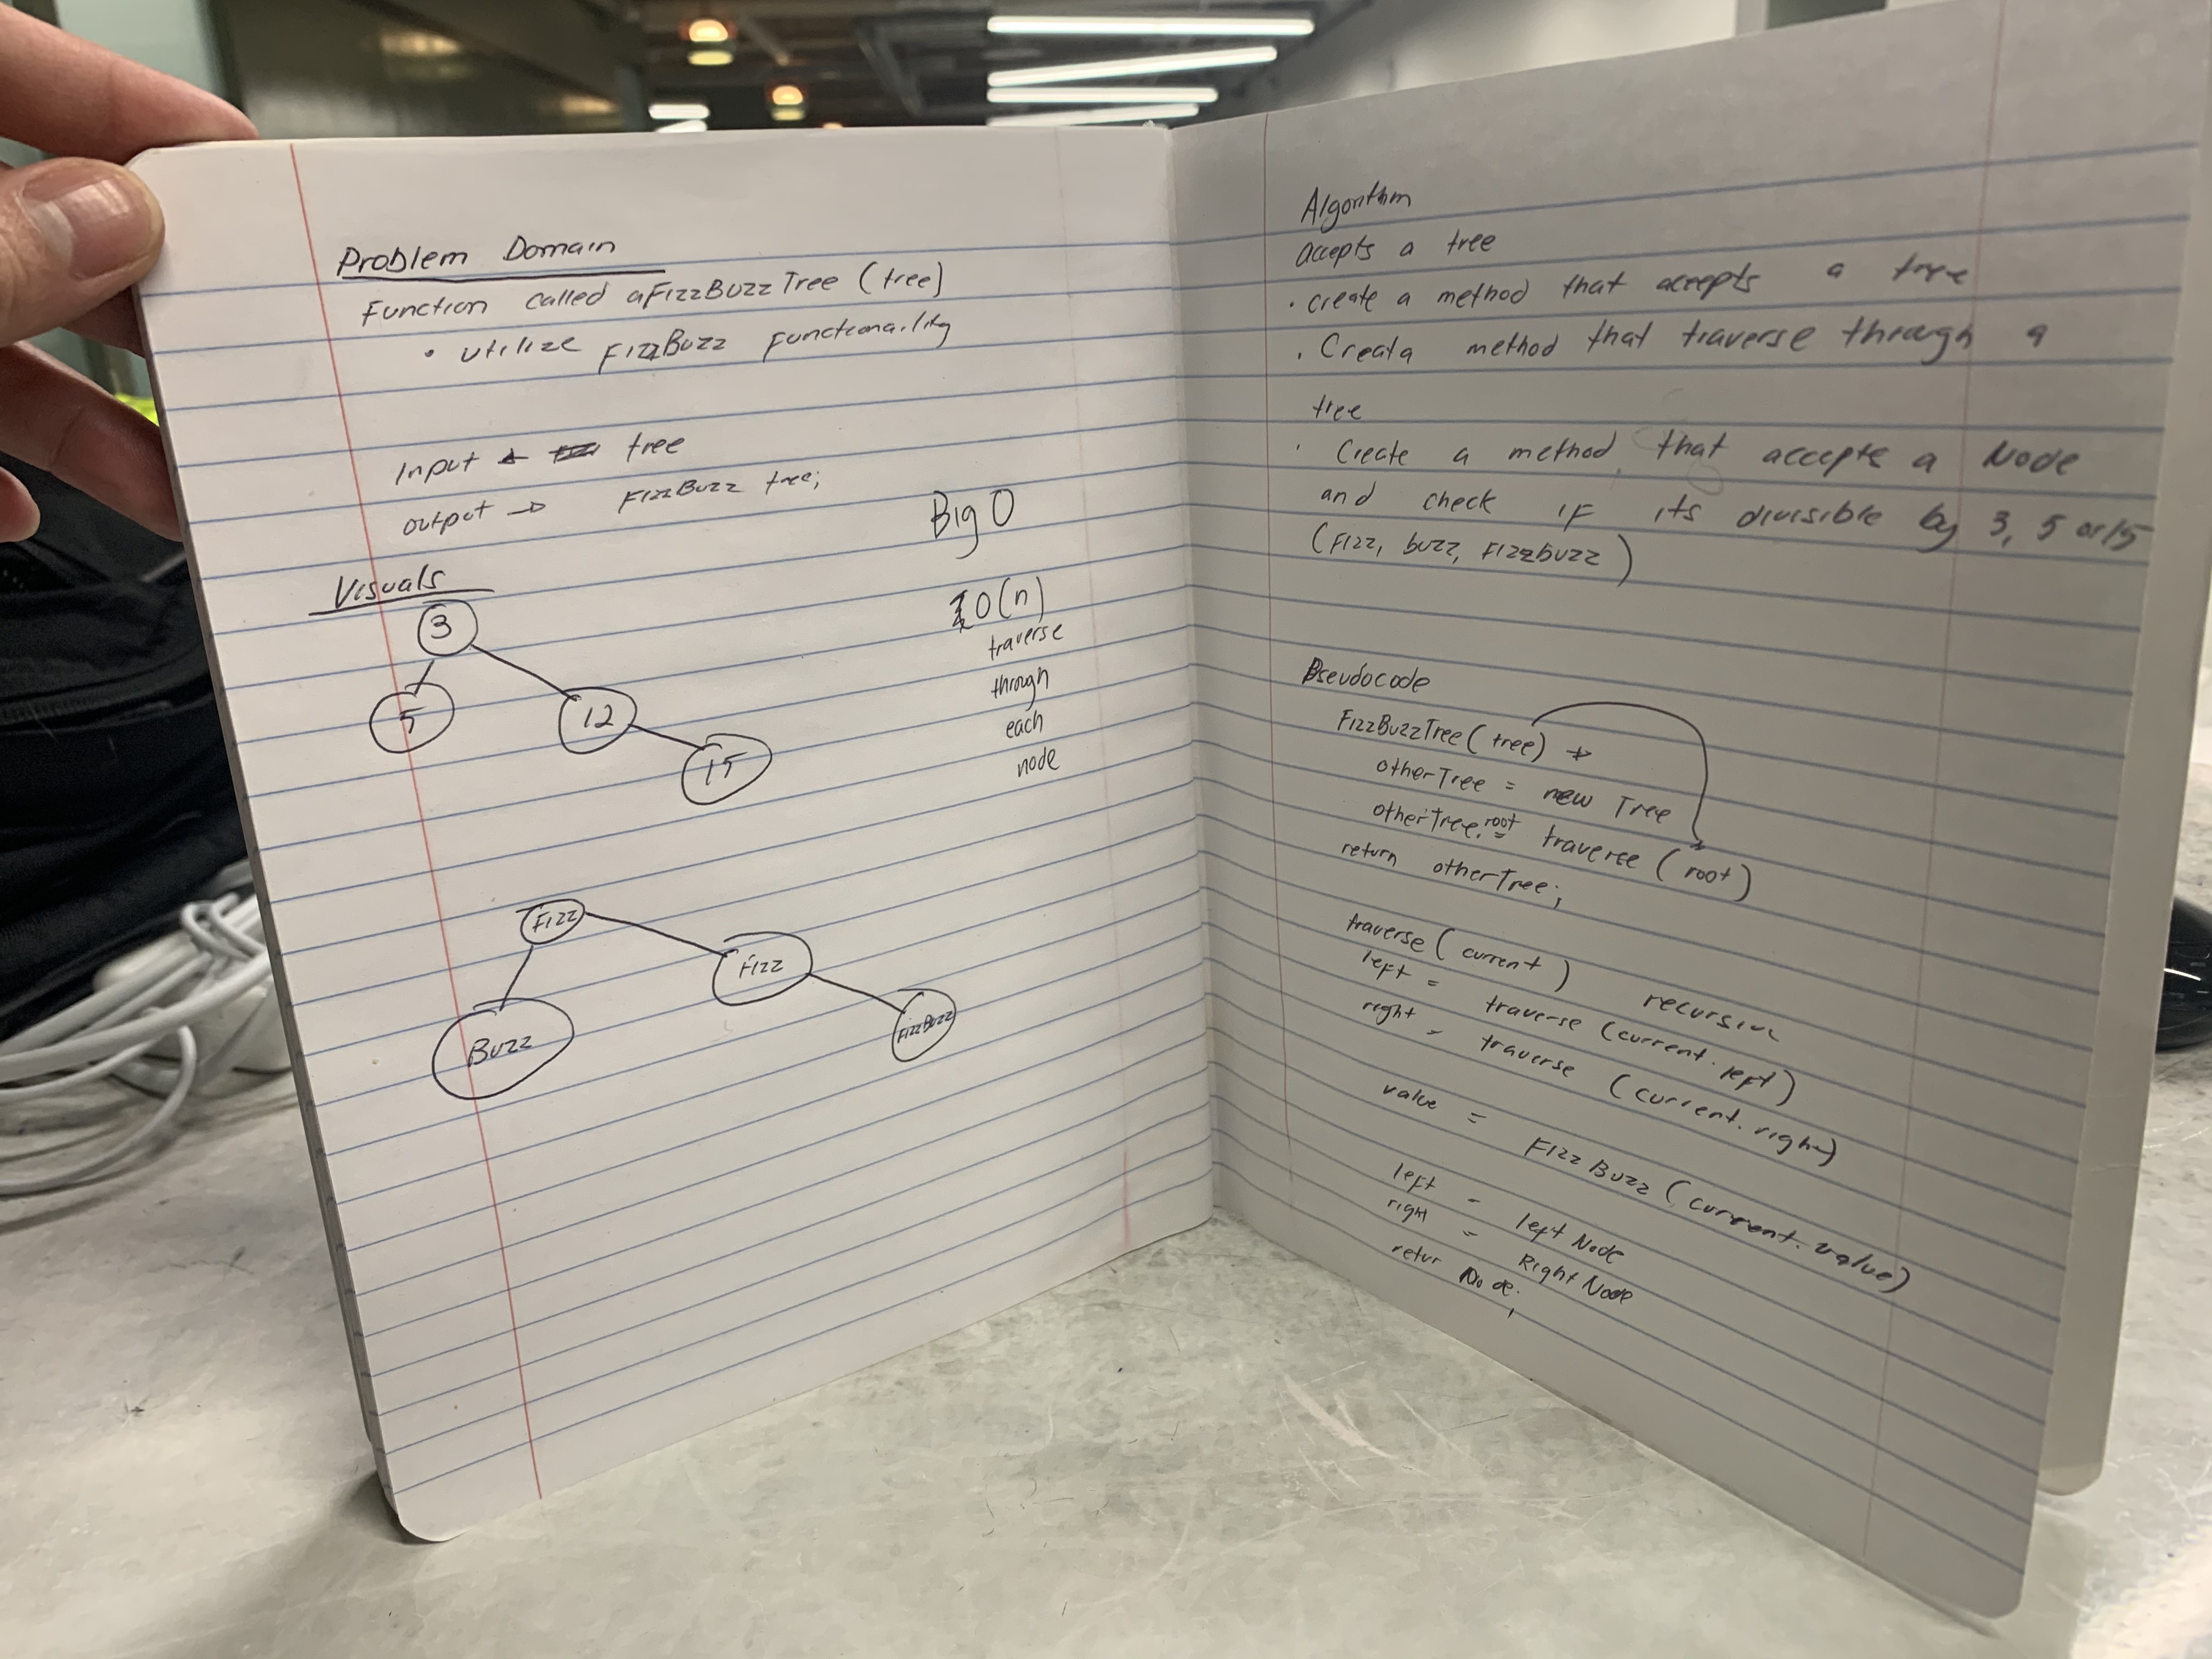 Problem Domain
Function called aFizzBuzzTree (tree)
• utilize FizzBuzz functionality
Input → tree
output → FizzBuzz tree;
Big O
O(n)
traverse
through
each
node
Visuals
3
5
12
15
Fizz
Fizz
Buzz
FizzBuzz
Algorithm
accepts a tree
• create a method that accepts a tree
• Creata method that traverse through a
tree
• Create a method that accepts a Node
and check if its divisible by 3, 5 or 15
(Fizz, buzz, Fizzbuzz)
Pseudocode
FizzBuzzTree (tree) →
otherTree = new Tree
otherTree.root = traverse (root)
return otherTree;
traverse (current) recursive
left = traverse (current.left)
right = traverse (current.right)
value = FizzBuzz (current.value)
left = left Node
right = Right Node
retur Node;